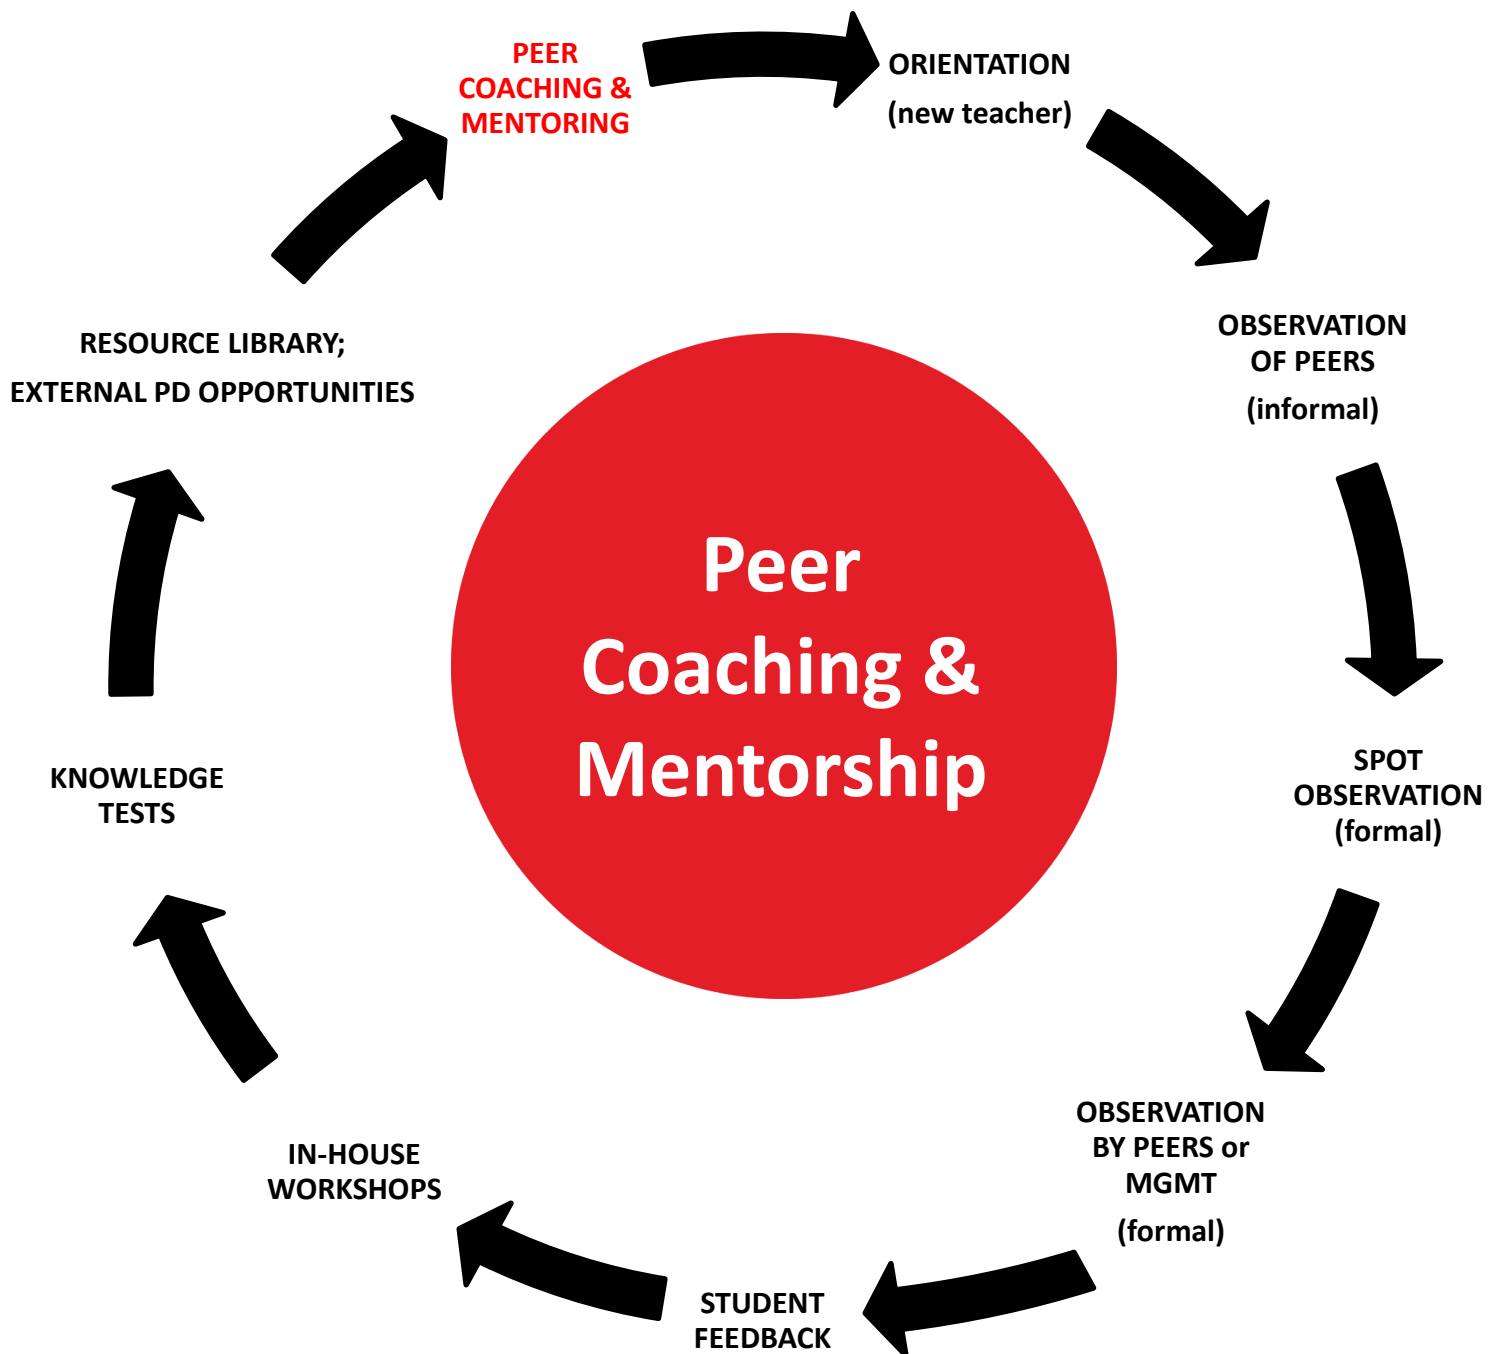 PEER
COACHING &
MENTORING
ORIENTATION
(new teacher)
OBSERVATION
OF PEERS
(informal)
SPOT
OBSERVATION
(formal)
OBSERVATION
BY PEERS or
MGMT
(formal)
STUDENT
FEEDBACK
IN-HOUSE
WORKSHOPS
KNOWLEDGE
TESTS
RESOURCE LIBRARY;
EXTERNAL PD OPPORTUNITIES
Peer
Coaching &
Mentorship